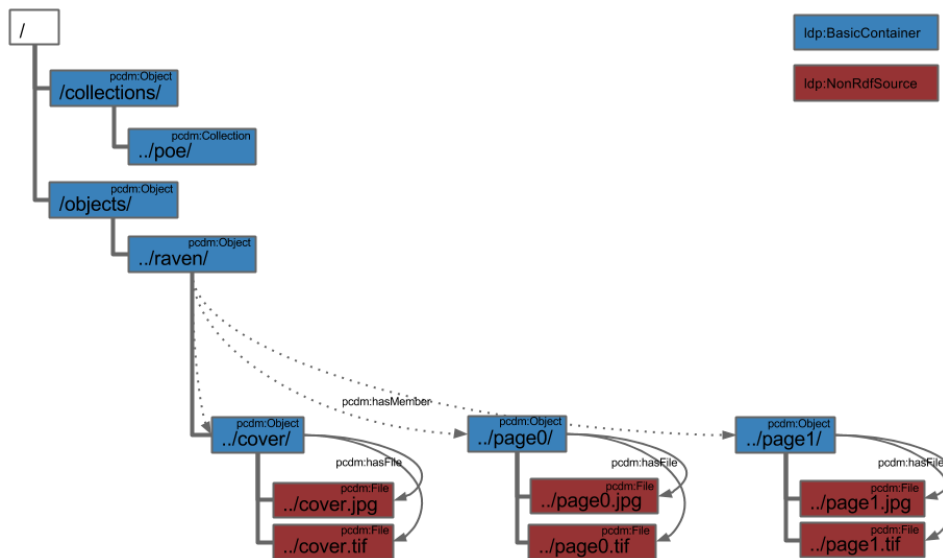 /
ldp:BasicContainer
pcdm:Object
/collections/
ldp:NonRdfSource
pcdm:Collection
../poe/
pcdm:Object
/objects/
pcdm:Object
../raven/
pcdm:hasMember
pcdm:Object
../cover/
pcdm:Object
../page0/
pcdm:Object
../page1/
pcdm:hasFile
pcdm:hasFile
pcdm:hasFile
pcdm:File
../cover.jpg
pcdm:File
../page0.jpg
pcdm:File
../page1.jpg
pcdm:File
../cover.tif
pcdm:File
../page0.tif
pcdm:File
../page1.tif